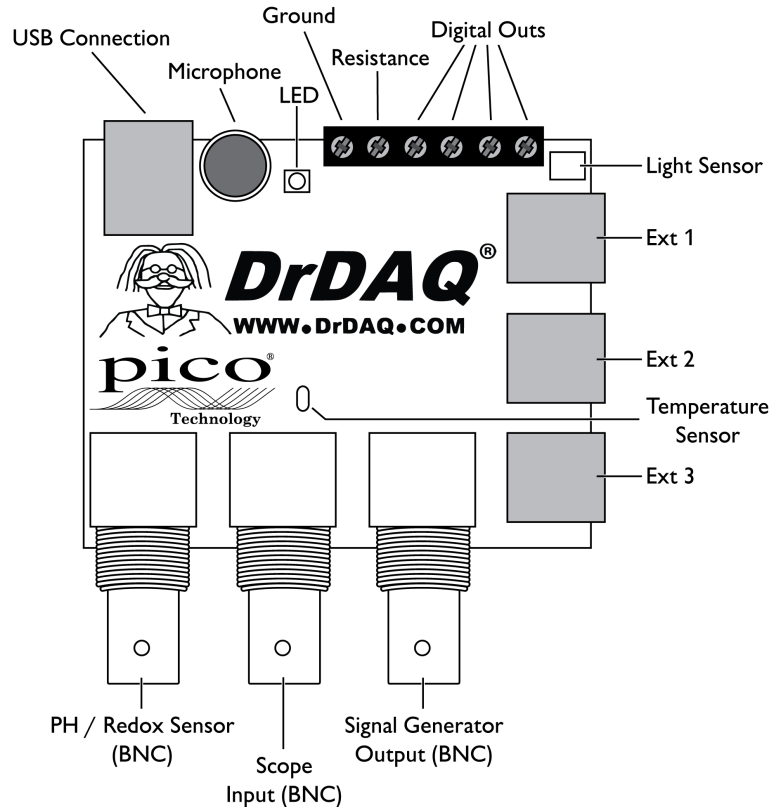 Ground
Digital Outs
USB Connection
Resistance
Microphone
LED
Light Sensor
Ext 1
DrDAQ®
WWW•DrDAQ•COM
pico®
Technology
Ext 2
Temperature
Sensor
Ext 3
PH / Redox Sensor
(BNC)
Scope
Input (BNC)
Signal Generator
Output (BNC)